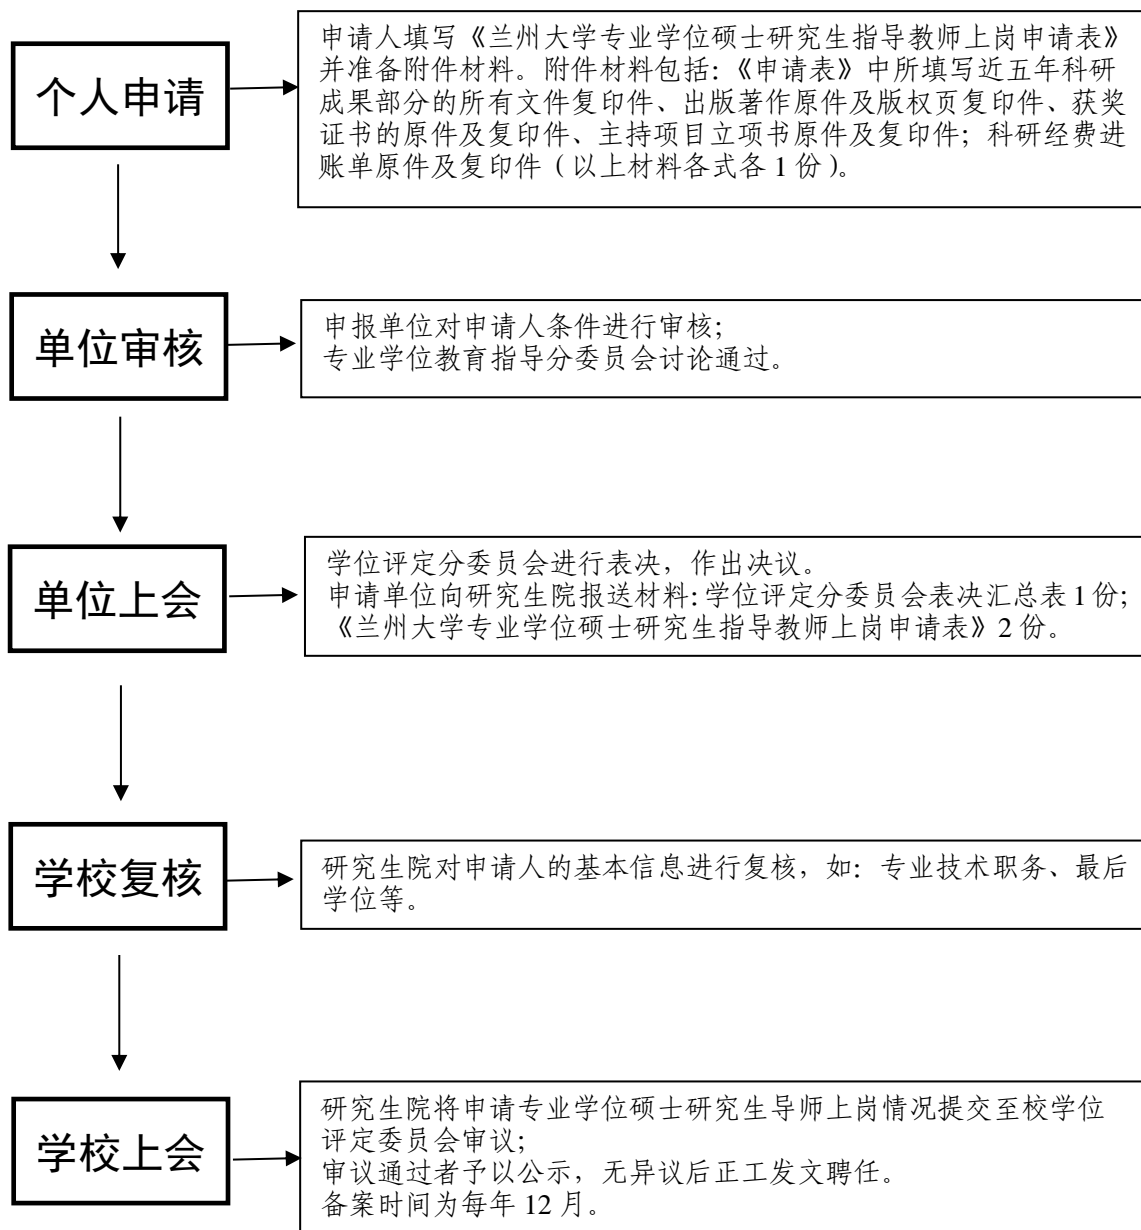 个人申请
申请人填写《兰州大学专业学位硕士研究生指导教师上岗申请表》
并准备附件材料。附件材料包括：《申请表》中所填写近五年科研
成果部分的所有文件复印件、出版著作原件及版权页复印件、获奖
证书的原件及复印件、主持项目立项书原件及复印件；科研经费进
账单原件及复印件（以上材料各式各 1 份）。
单位审核
申报单位对申请人条件进行审核；
专业学位教育指导分委员会讨论通过。
单位上会
学位评定分委员会进行表决，作出决议。
申请单位向研究生院报送材料：学位评定分委员会表决汇总表 1 份；
《兰州大学专业学位硕士研究生指导教师上岗申请表》2 份。
学校复核
研究生院对申请人的基本信息进行复核，如：专业技术职务、最后
学位等。
学校上会
研究生院将申请专业学位硕士研究生导师上岗情况提交至校学位
评定委员会审议；
审议通过者予以公示，无异议后正工发文聘任。
备案时间为每年 12 月。